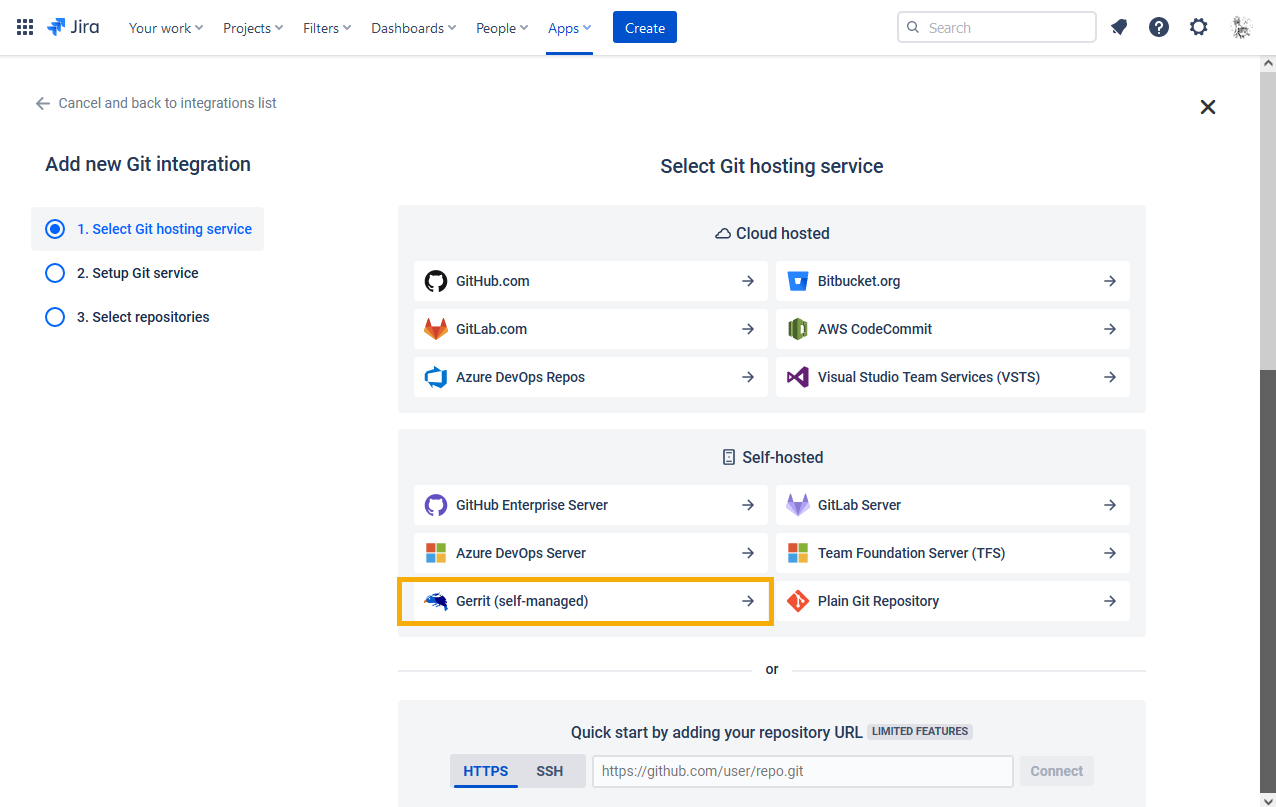 Jira Your work Projects Filters Dashboards People Apps Create Search
Cancel and back to integrations list
Add new Git integration
1. Select Git hosting service
2. Setup Git service
3. Select repositories
Select Git hosting service
Cloud hosted
GitHub.com
Bitbucket.org
GitLab.com
AWS CodeCommit
Azure DevOps Repos
Visual Studio Team Services (VSTS)
Self-hosted
GitHub Enterprise Server
GitLab Server
Azure DevOps Server
Team Foundation Server (TFS)
Gerrit (self-managed)
Plain Git Repository
or
Quick start by adding your repository URL LIMITED FEATURES
HTTPS SSH https://github.com/user/repo.git Connect